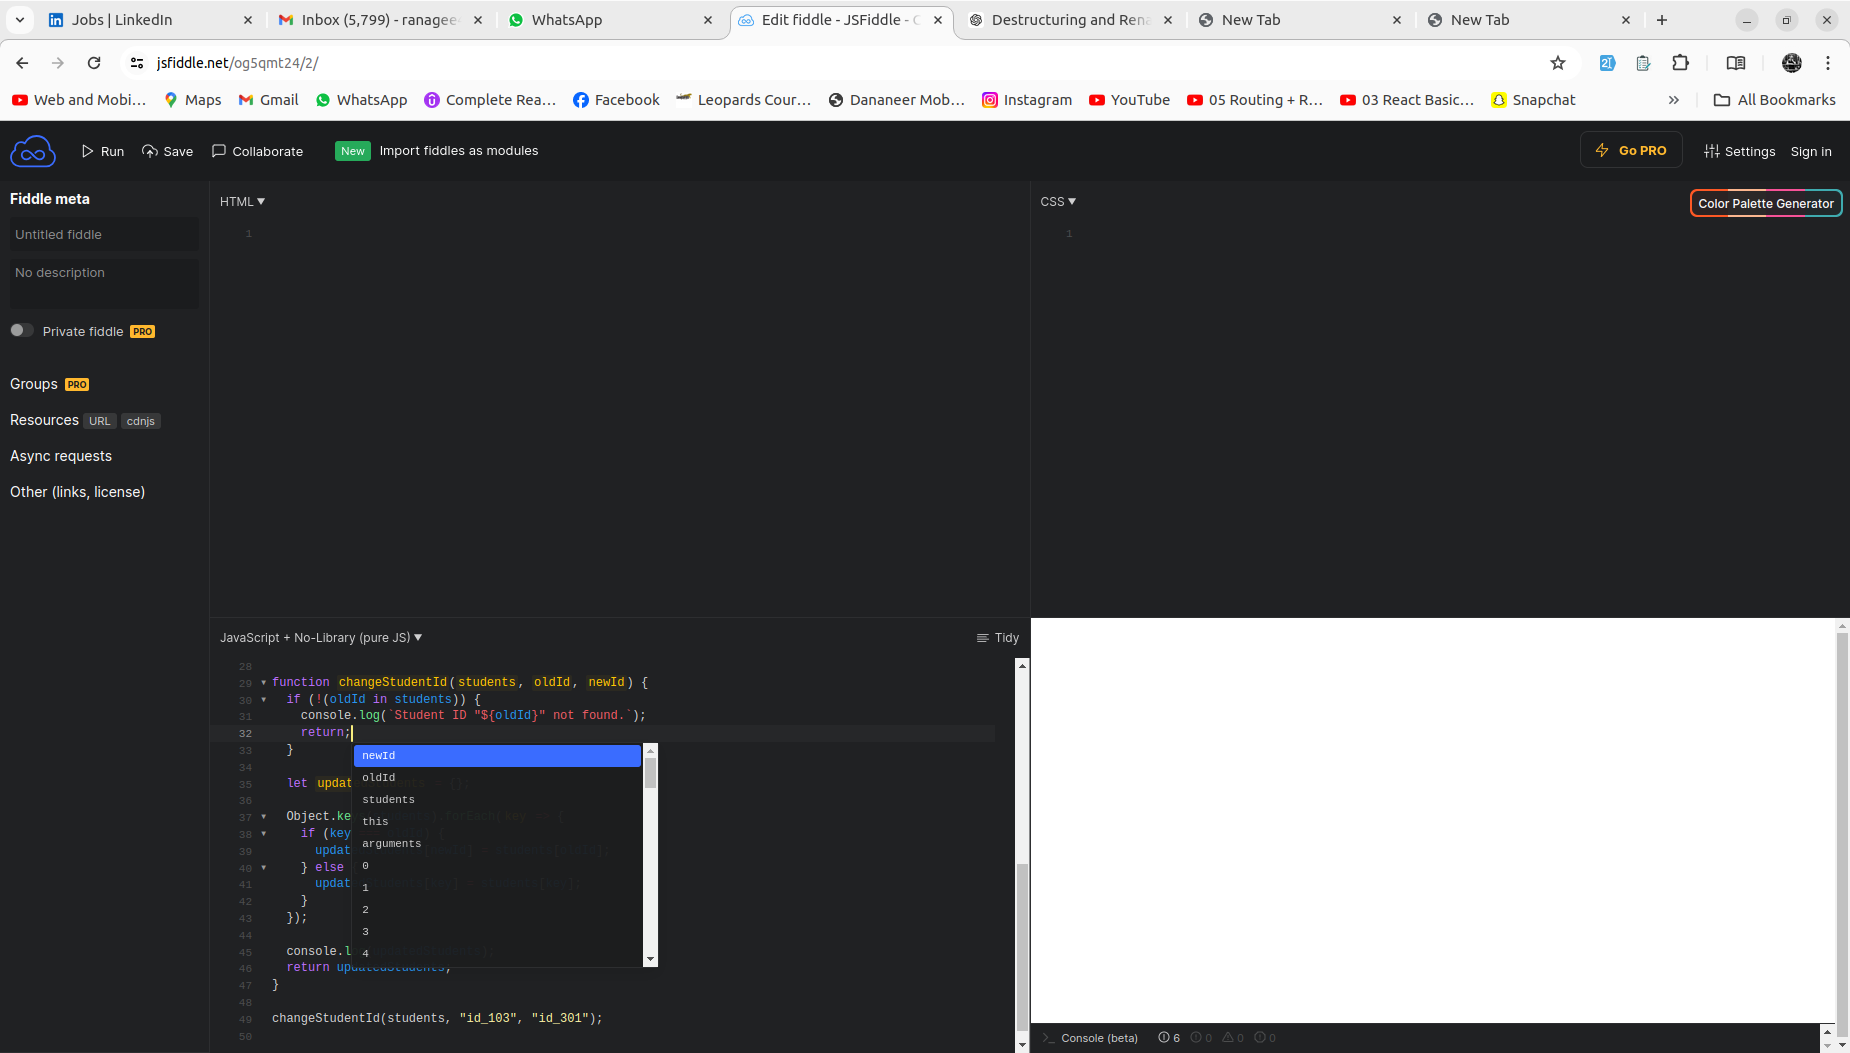 Jobs | LinkedIn
Inbox (5,799) - ranagee
WhatsApp
Edit fiddle - JSFiddle -
Destructuring and Ren
New Tab
New Tab
jsfiddle.net/og5qmt24/2/
Web and Mobi...
Maps
Gmail
WhatsApp
Complete Rea...
Facebook
Leopards Cour...
Dananeer Mob...
Instagram
YouTube
05 Routing + R...
03 React Basic...
Snapchat
»
All Bookmarks
Run
Save
Collaborate
New
Import fiddles as modules
Go PRO
Settings
Sign in
Fiddle meta
Untitled fiddle
No description
Private fiddle PRO
Groups PRO
Resources URL cdnjs
Async requests
Other (links, license)
HTML
1
CSS
1
Color Palette Generator
JavaScript + No-Library (pure JS)
Tidy
28
29 function changeStudentId(students, oldId, newId) {
30 if (!(oldId in students)) {
31 console.log(`Student ID "${oldId}" not found.`);
32 return;
33 }
34
35 let updat
36
37 Object.ke
38 if (key
39 updat
40 } else
41 updat
42 }
43 });
44
45 console.l
46 return updatedStudents;
47 }
48
49 changeStudentId(students, "id_103", "id_301");
50
newId
oldId
students
this
arguments
0
1
2
3
4
>_ Console (beta) 6 0 0 0